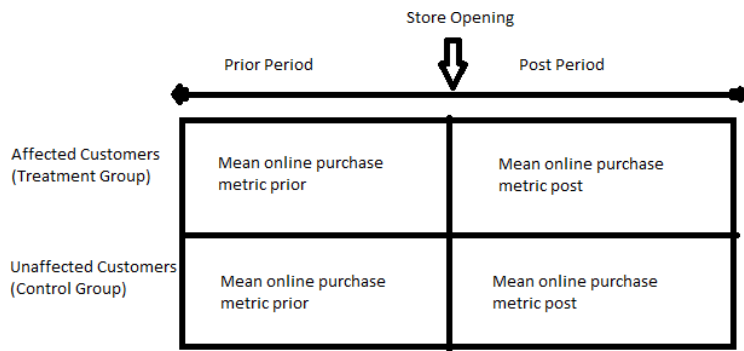 Store Opening
Prior Period
Post Period
Affected Customers
(Treatment Group)
Mean online purchase
metric prior
Mean online purchase
metric post
Unaffected Customers
(Control Group)
Mean online purchase
metric prior
Mean online purchase
metric post